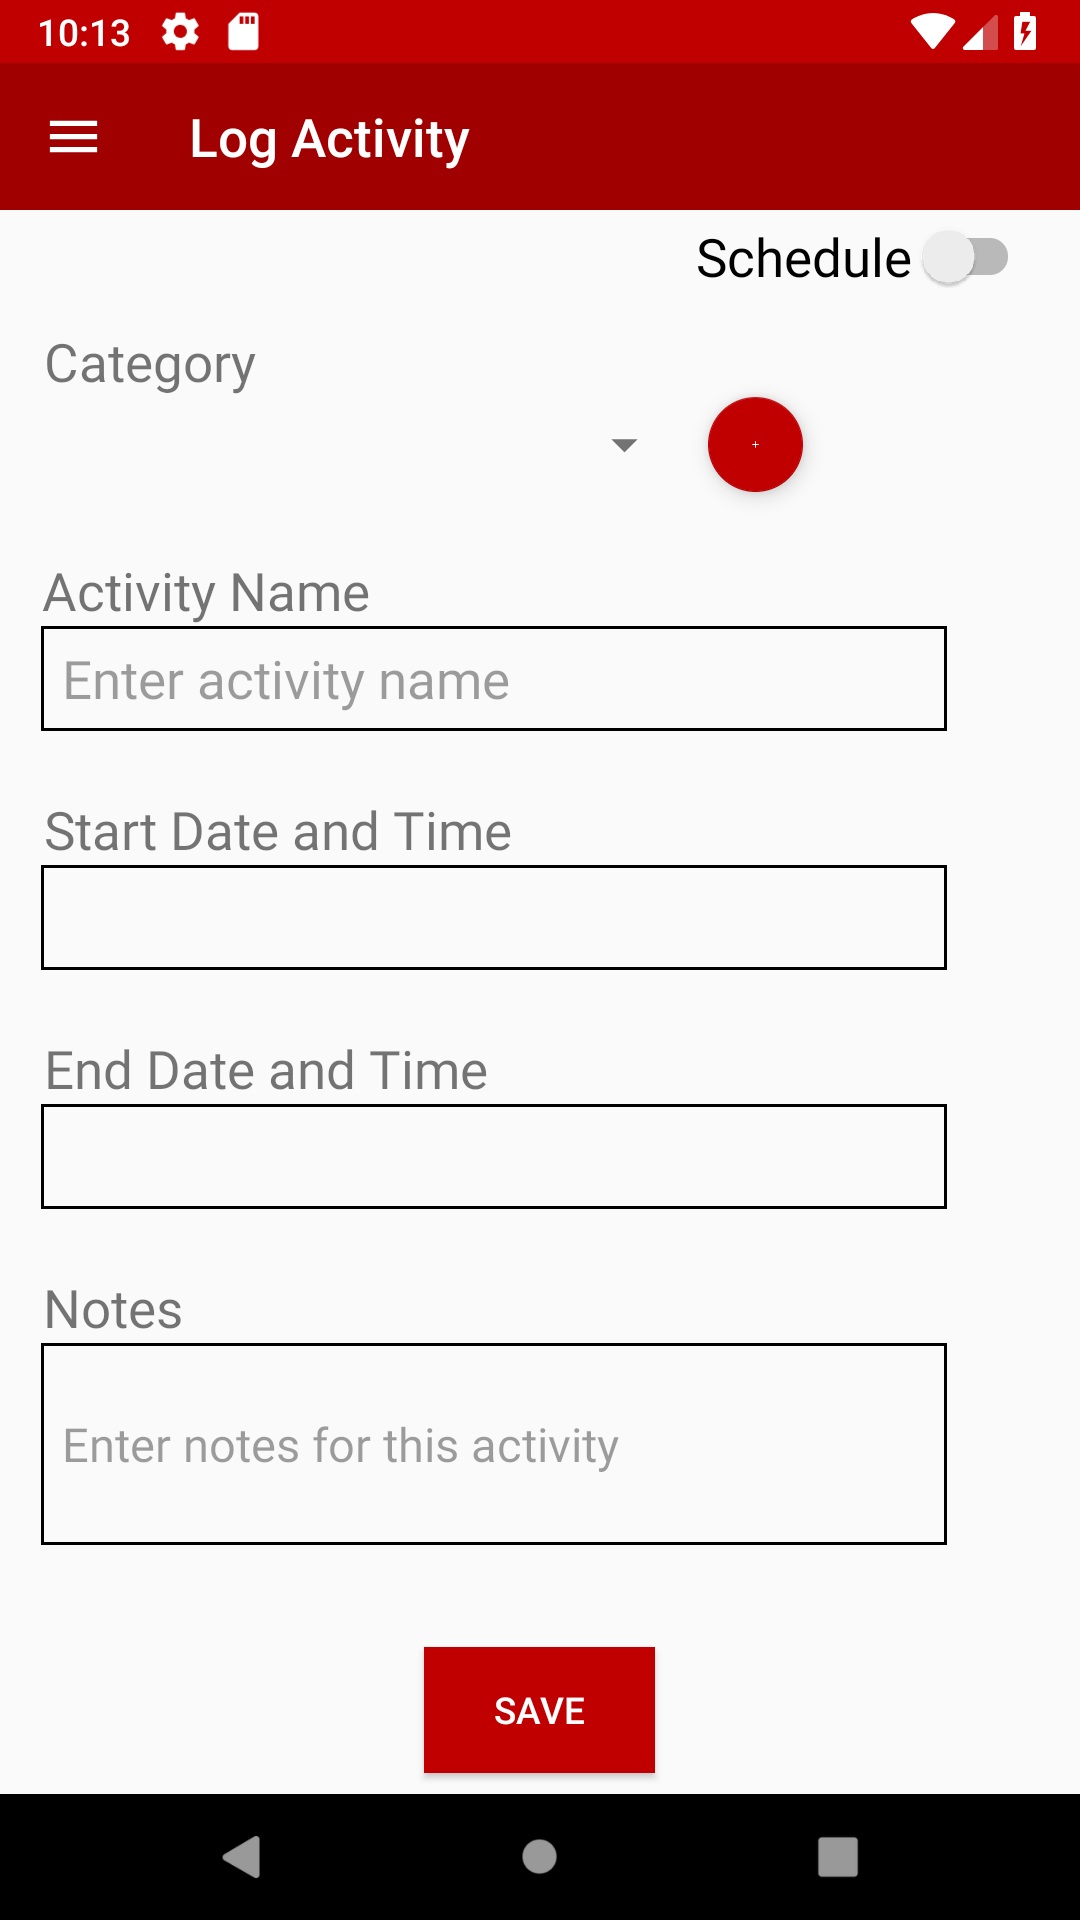 10:13
Log Activity
Schedule
Category
+
Activity Name
Enter activity name
Start Date and Time
End Date and Time
Notes
Enter notes for this activity
SAVE